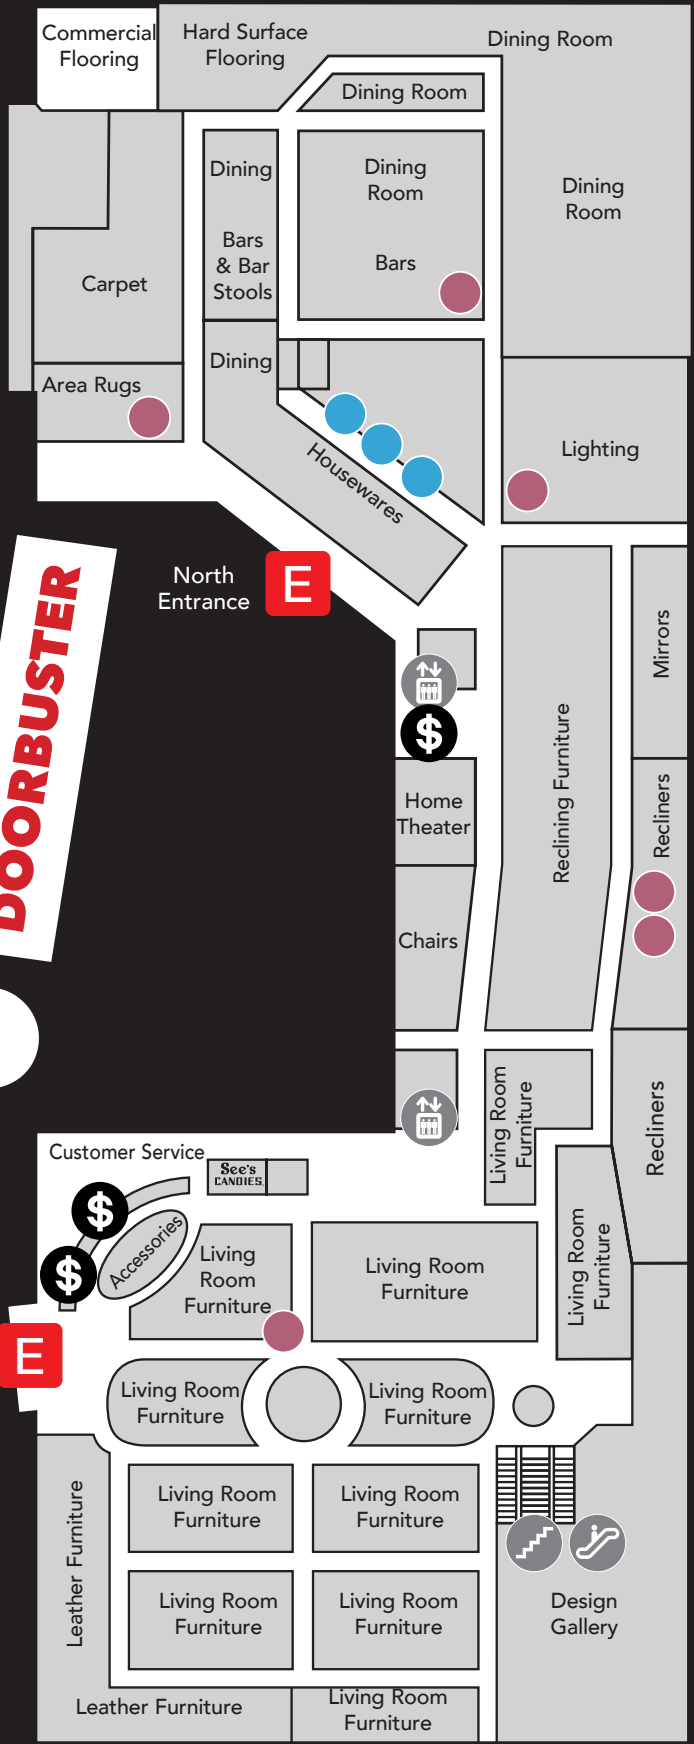 Commercial
Flooring
Hard Surface
Flooring
Dining Room
Dining Room
Dining
Dining
Room
Dining
Room
Bars
& Bar
Stools
Bars
Carpet
Dining
Area Rugs
Housewares
Lighting
DOORBUSTER
North
Entrance
E
Mirrors
$
Home
Theater
Reclining Furniture
Recliners
Chairs
Living Room
Furniture
Recliners
Customer Service
See's
CANDIES
$
Accessories
$
Living
Room
Furniture
Living Room
Furniture
Living Room
Furniture
E
Living Room
Furniture
Living Room
Furniture
Leather Furniture
Living Room
Furniture
Living Room
Furniture
Living Room
Furniture
Living Room
Furniture
Design
Gallery
Leather Furniture
Living Room
Furniture